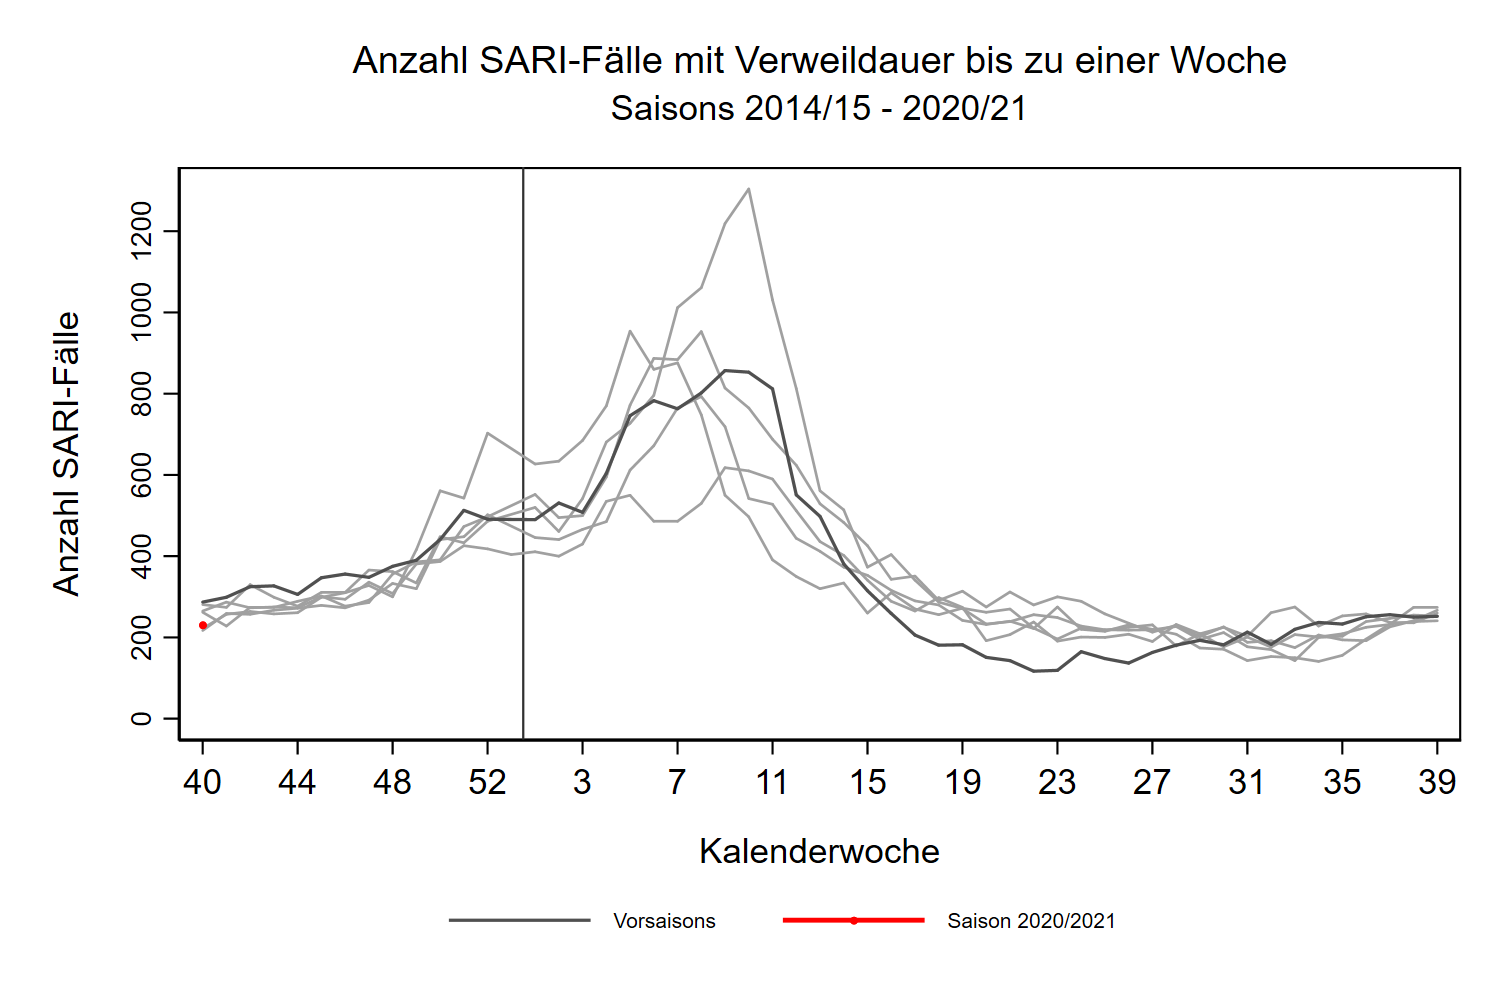 Anzahl SARI-Fälle mit Verweildauer bis zu einer Woche
Saisons 2014/15 - 2020/21
Anzahl SARI-Fälle
1200
1000
800
600
400
200
0
40 44 48 52 3 7 11 15 19 23 27 31 35 39
Kalenderwoche
Vorsaisons Saison 2020/2021